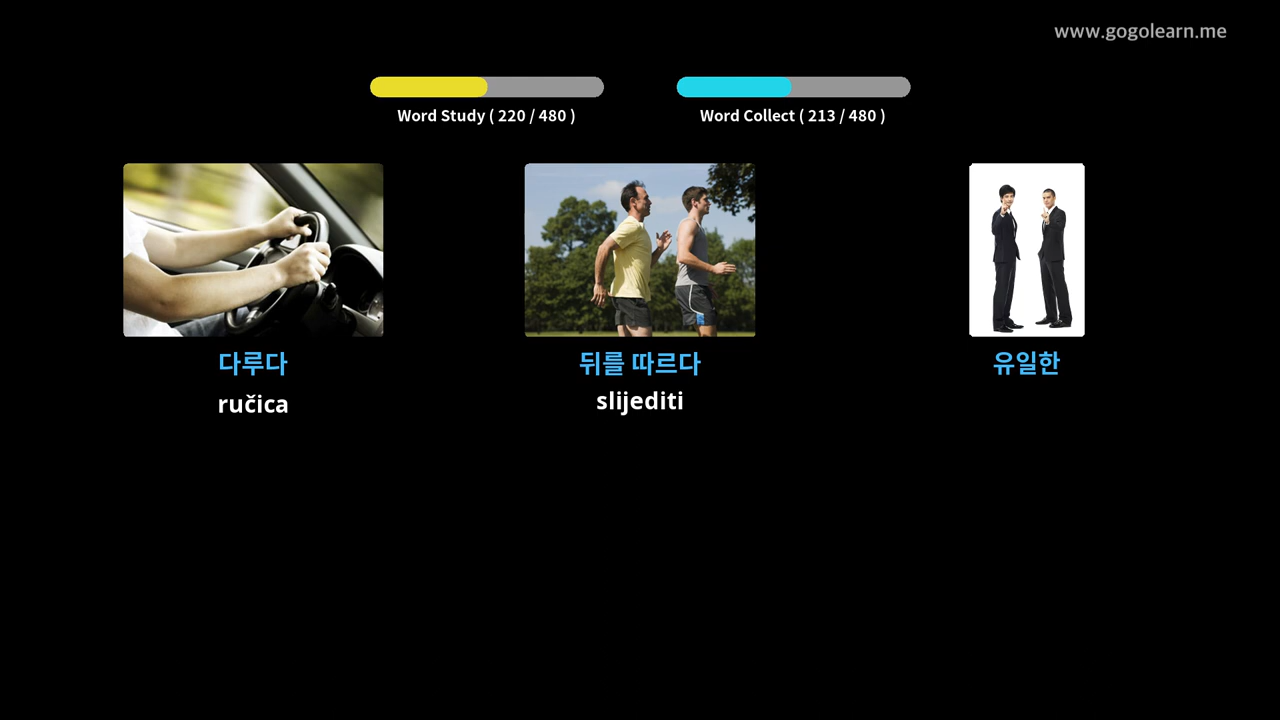 www.gogolearn.me
Word Study ( 220 / 480 )
Word Collect ( 213 / 480 )
다루다
ručica
뒤를 따르다
slijediti
유일한